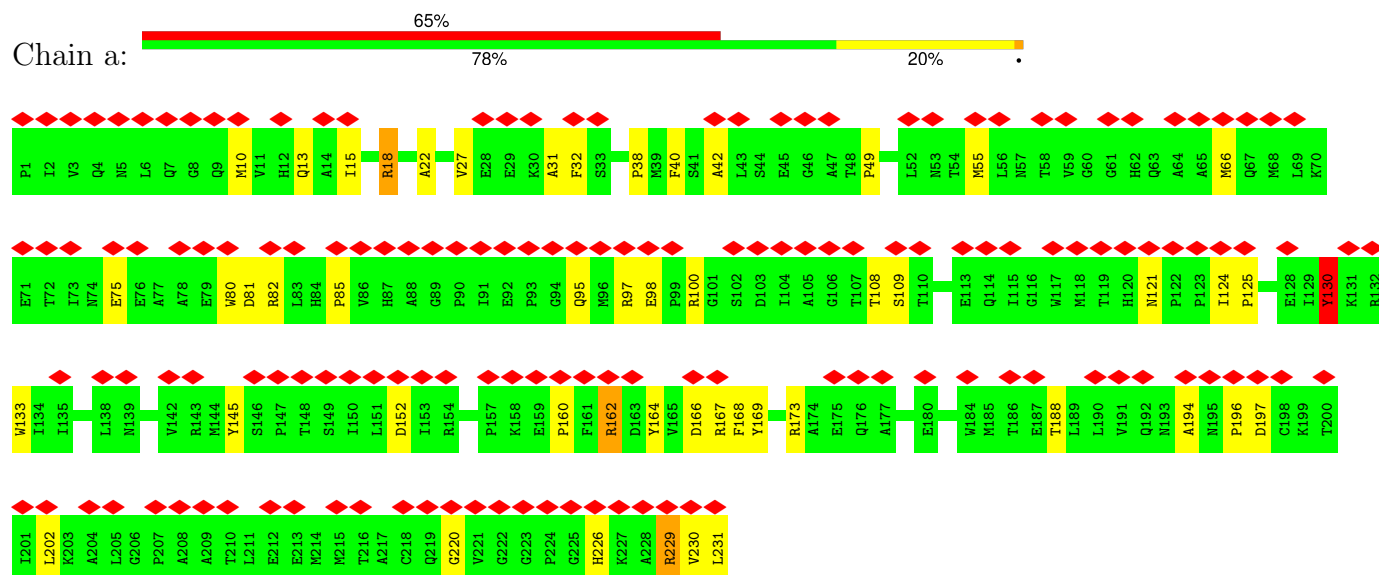 65%
Chain a:
78% 20% •
P1 I2 V3 Q4 N5 L6 Q7 G8 Q9 M10 V11 H12 Q13 A14 I15 R18 A22 V27 E28 E29 K30 A31 F32 S33 P38 M39 F40 S41 A42 L43 S44 E45 G46 A47 T48 P49 L52 N53 T54 M55 L56 N57 T58 V59 G60 G61 H62 Q63 A64 A65 M66 Q67 M68 L69 K70
E71 T72 I73 N74 E75 E76 A77 A78 E79 W80 D81 R82 L83 H84 P85 V86 H87 A88 G89 P90 I91 E92 P93 G94 Q95 M96 R97 E98 P99 R100 G101 S102 D103 I104 A105 G106 T107 T108 S109 T110 E113 Q114 I115 G116 W117 M118 T119 H120 N121 P122 P123 I124 P125 E128 I129 Y130 K131 R132
W133 I134 I135 L138 N139 V142 R143 M144 Y145 S146 P147 T148 S149 I150 L151 D152 I153 R154 P157 K158 E159 P160 F161 R162 D163 Y164 V165 D166 R167 F168 Y169 R173 A174 E175 Q176 A177 E180 W184 M185 T186 E187 T188 L189 L190 V191 Q192 N193 A194 N195 P196 D197 C198 K199 T200
I201 L202 K203 A204 L205 G206 P207 A208 A209 T210 L211 E212 E213 M214 M215 T216 A217 C218 Q219 G220 V221 G222 G223 P224 G225 H226 K227 A228 R229 V230 L231